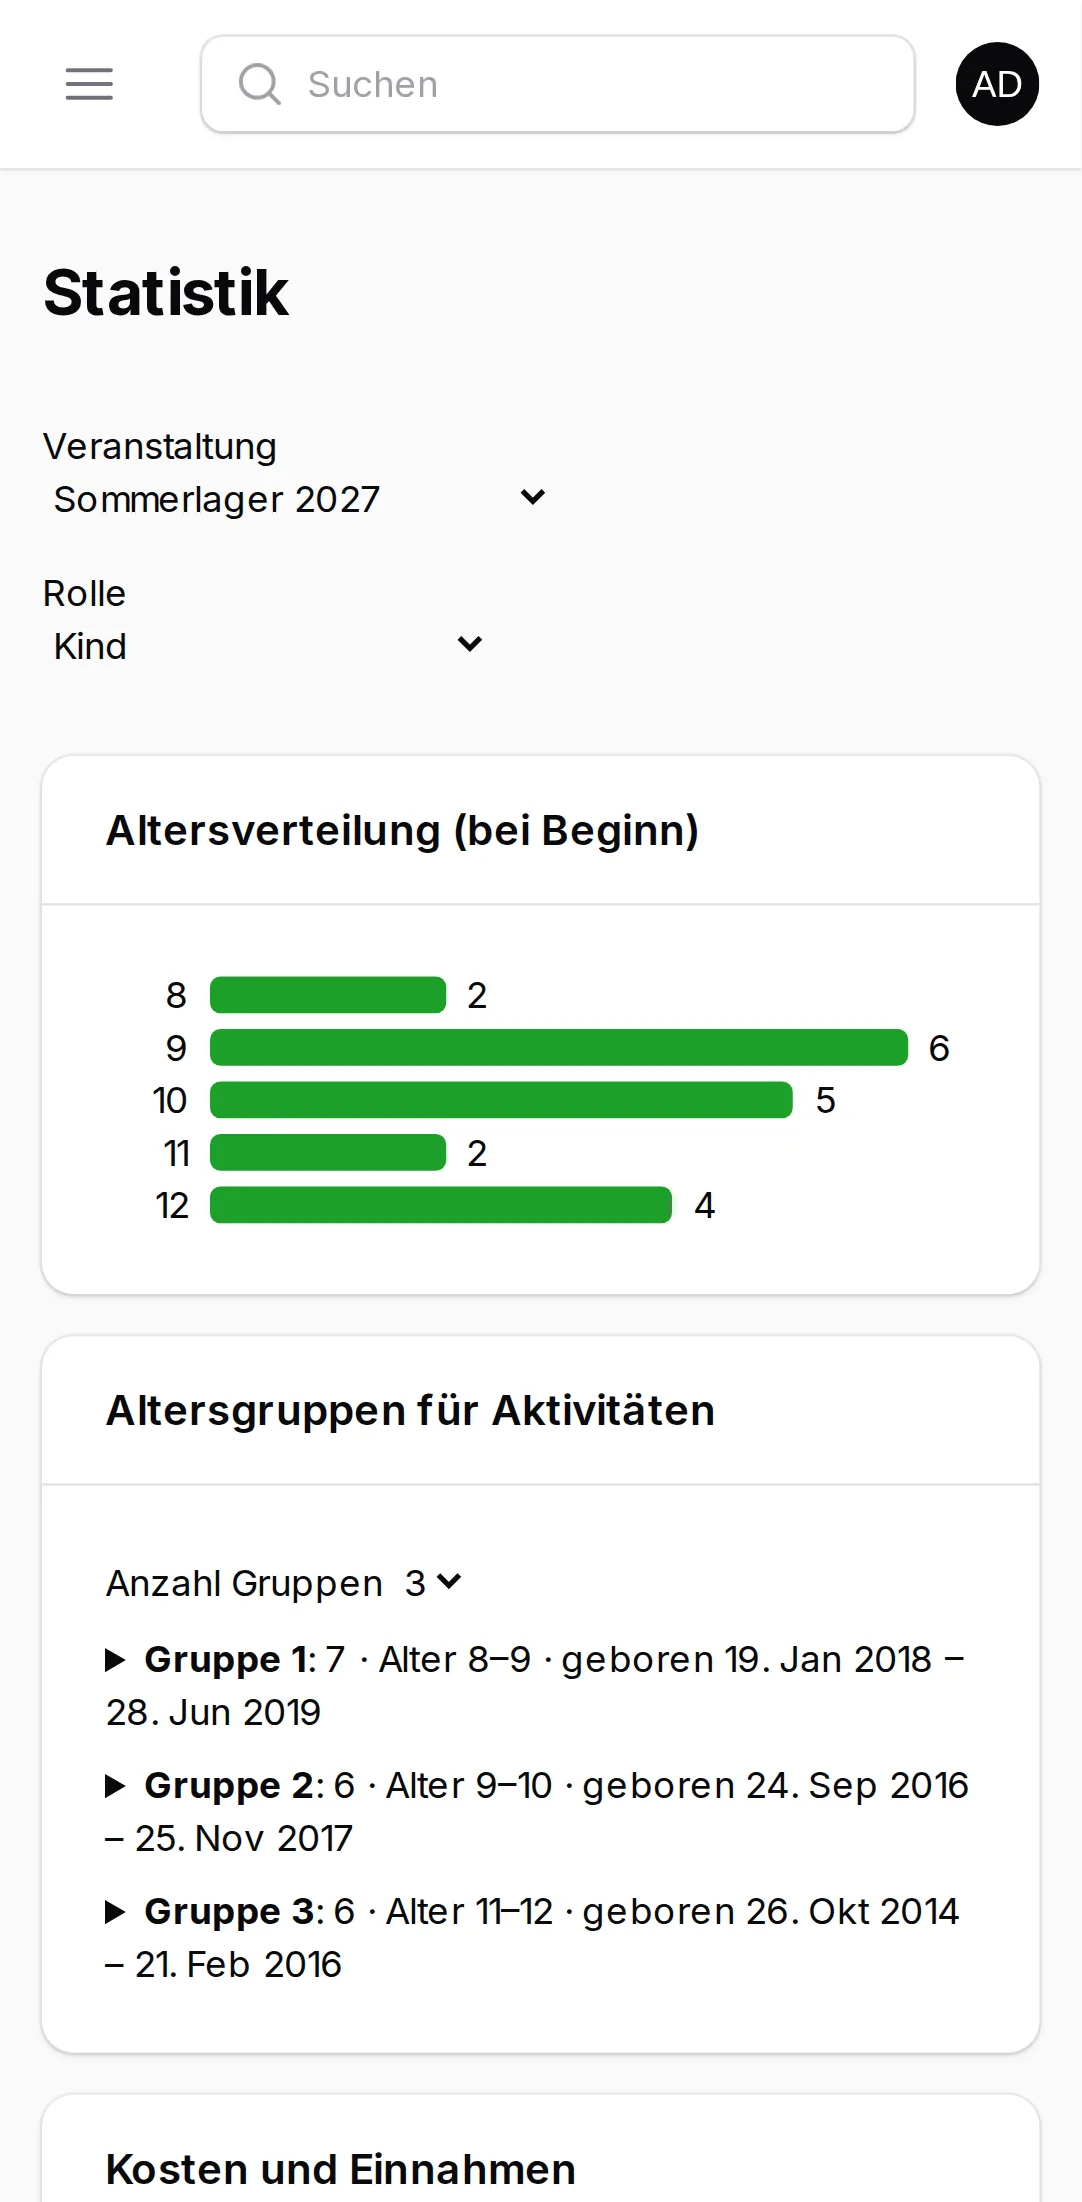 Suchen
AD
Statistik
Veranstaltung
Sommerlager 2027
Rolle
Kind
Altersverteilung (bei Beginn)
8 2
9 6
10 5
11 2
12 4
Altersgruppen für Aktivitäten
Anzahl Gruppen 3
Gruppe 1: 7 · Alter 8–9 · geboren 19. Jan 2018 –
28. Jun 2019
Gruppe 2: 6 · Alter 9–10 · geboren 24. Sep 2016
– 25. Nov 2017
Gruppe 3: 6 · Alter 11–12 · geboren 26. Okt 2014
– 21. Feb 2016
Kosten und Einnahmen